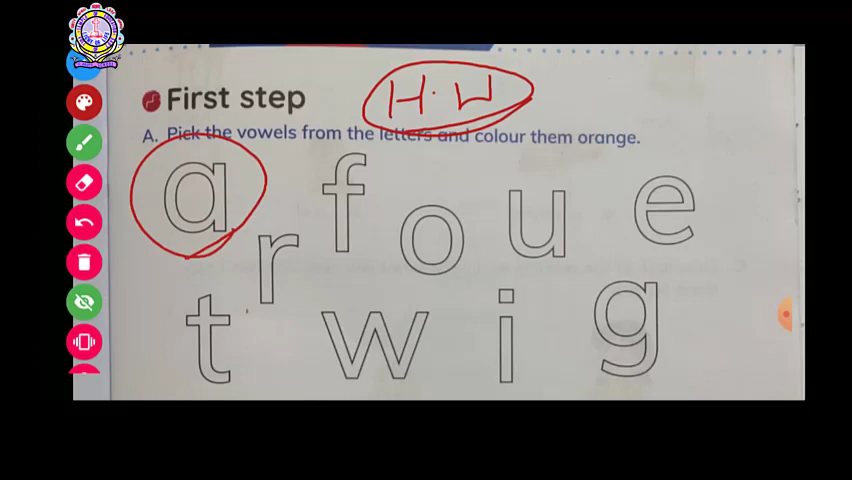 First step
H.W
A. Pick the vowels from the letters and colour them orange.
a f o u e
r
t w i g